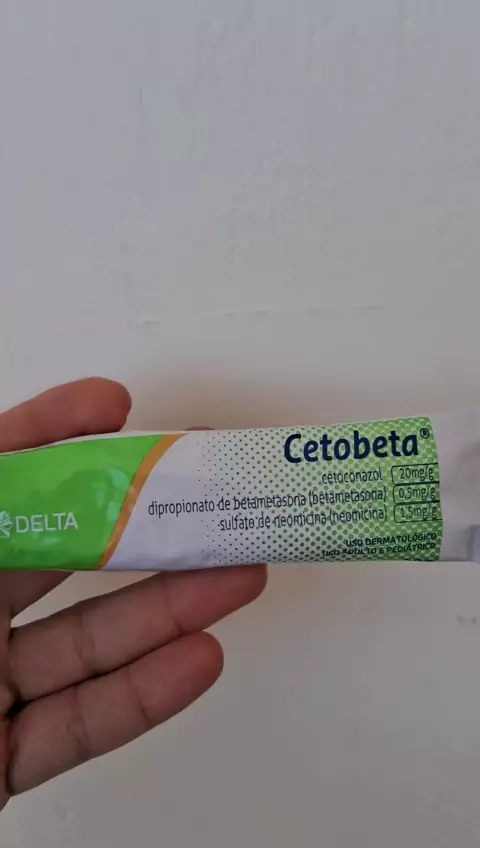 Cetobeta®
cetoconazol 20mg/g
dipropionato de betametasona (betametasona) 0,5mg/g
sulfato de neomicina (neomicina) 1,5mg/g
USO DERMATOLÓGICO
USO ADULTO E PEDIÁTRICO
DELTA